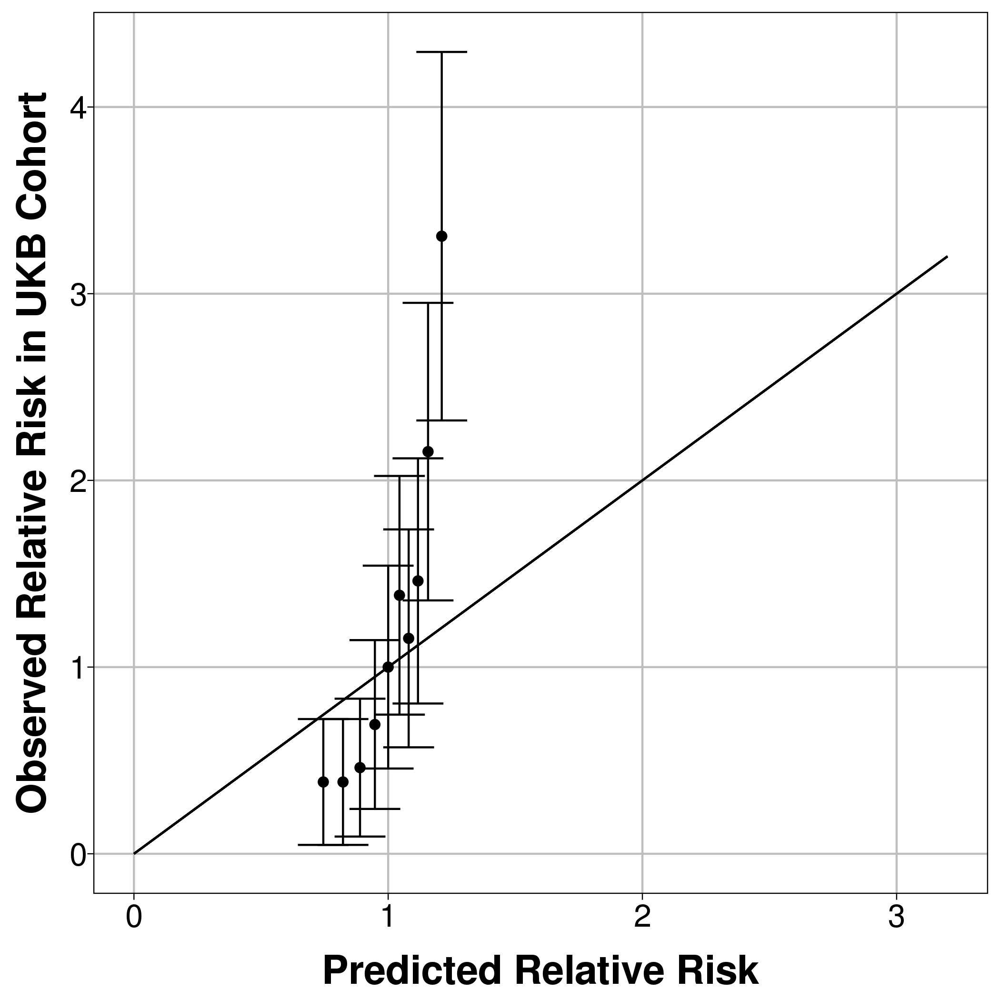 Observed Relative Risk in UKB Cohort
4
3
2
1
0
0 1 2 3
Predicted Relative Risk